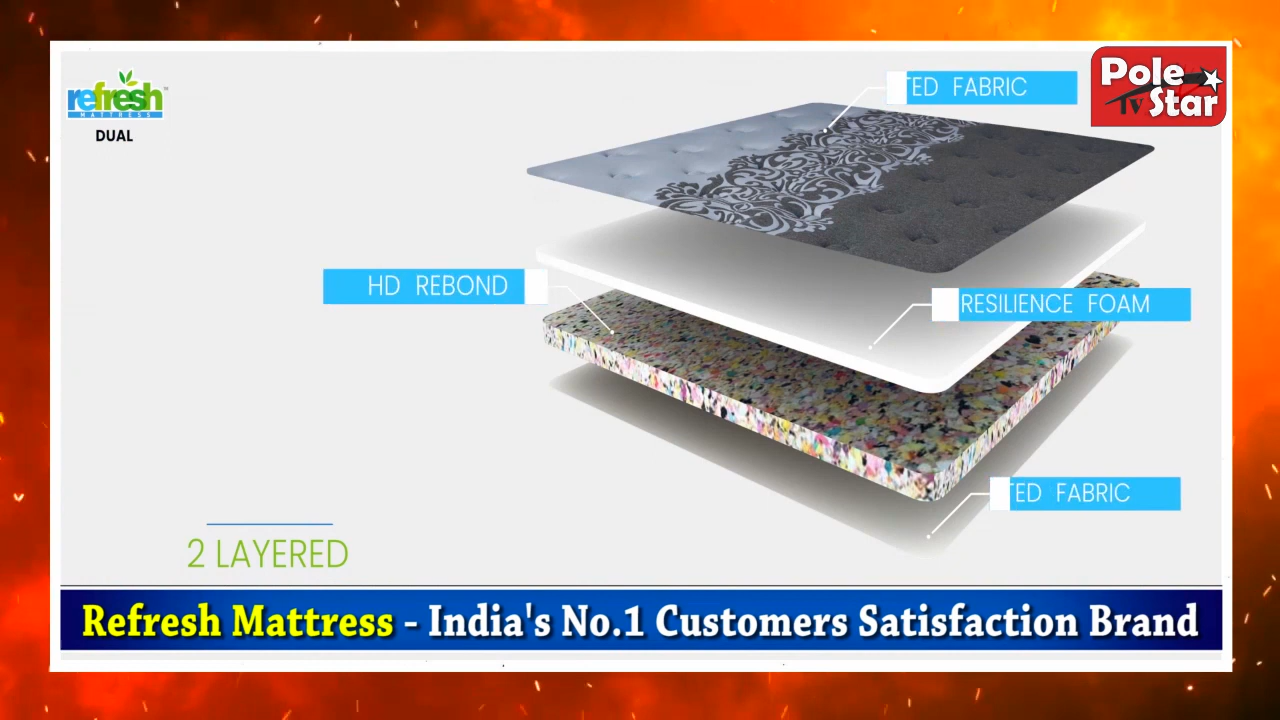 refresh
MATTRESS
DUAL
TED FABRIC
Pole
Tv Star
HD REBOND
RESILIENCE FOAM
TED FABRIC
2 LAYERED
Refresh Mattress - India's No.1 Customers Satisfaction Brand